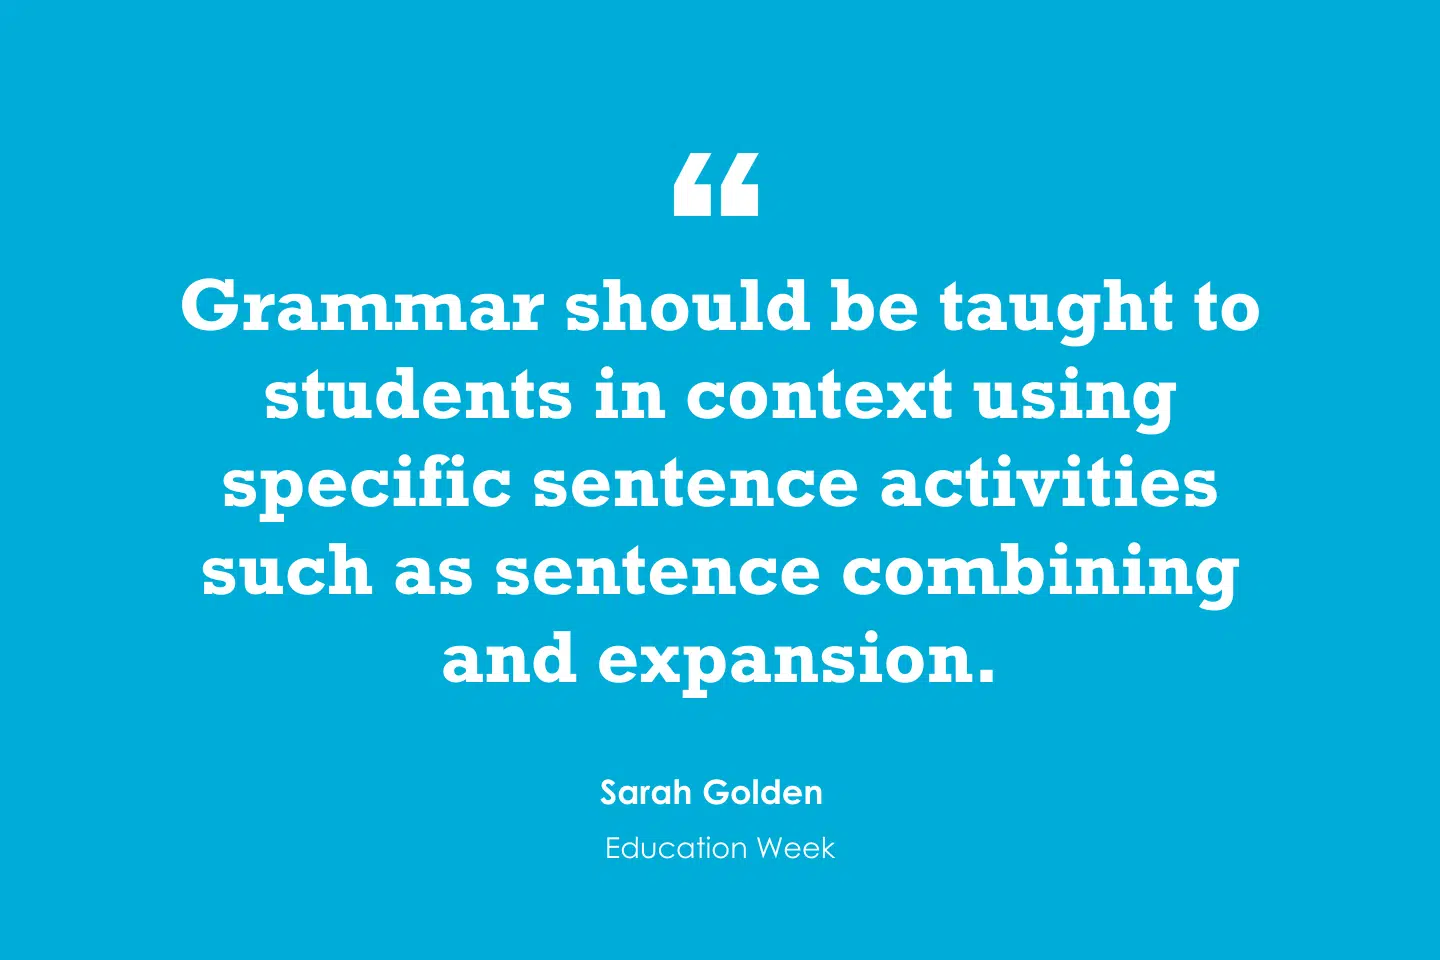 “
Grammar should be taught to
students in context using
specific sentence activities
such as sentence combining
and expansion.
Sarah Golden
Education Week